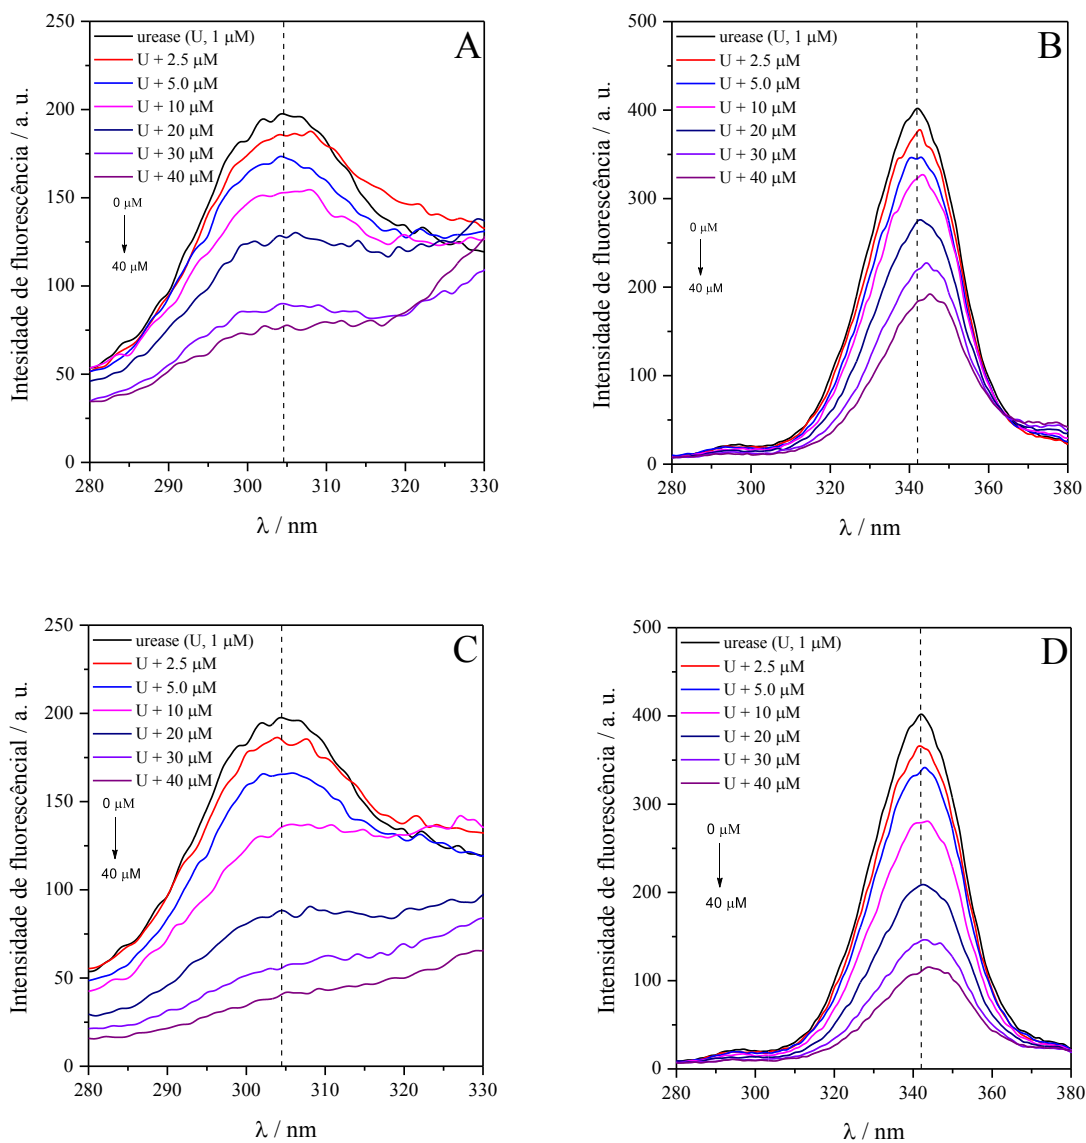 A
urease (U, 1 μM)
U + 2.5 μM
U + 5.0 μM
U + 10 μM
U + 20 μM
U + 30 μM
U + 40 μM
0 μM
40 μM
250
200
150
100
50
0
280 290 300 310 320 330
Intesidade de fluorescência / a. u.
λ / nm
B
urease (U, 1 μM)
U + 2.5 μM
U + 5.0 μM
U + 10 μM
U + 20 μM
U + 30 μM
U + 40 μM
0 μM
40 μM
500
400
300
200
100
0
280 300 320 340 360 380
Intensidade de fluorescência / a. u.
λ / nm
C
urease (U, 1 μM)
U + 2.5 μM
U + 5.0 μM
U + 10 μM
U + 20 μM
U + 30 μM
U + 40 μM
0 μM
40 μM
250
200
150
100
50
0
280 290 300 310 320 330
Intensidade de fluorescêncial / a. u.
λ / nm
D
urease (U, 1 μM)
U + 2.5 μM
U + 5.0 μM
U + 10 μM
U + 20 μM
U + 30 μM
U + 40 μM
0 μM
40 μM
500
400
300
200
100
0
280 300 320 340 360 380
Intensidade de fluorescência / a. u.
λ / nm